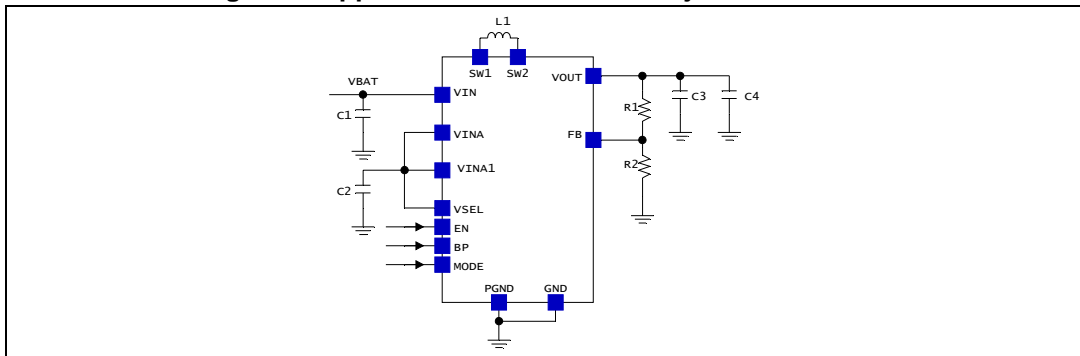 L1
SW1 SW2
VOUT
VBAT
VIN
C1
R1
C3
C4
VINA
FB
VINA1
R2
C2
VSEL
EN
BP
MODE
PGND GND